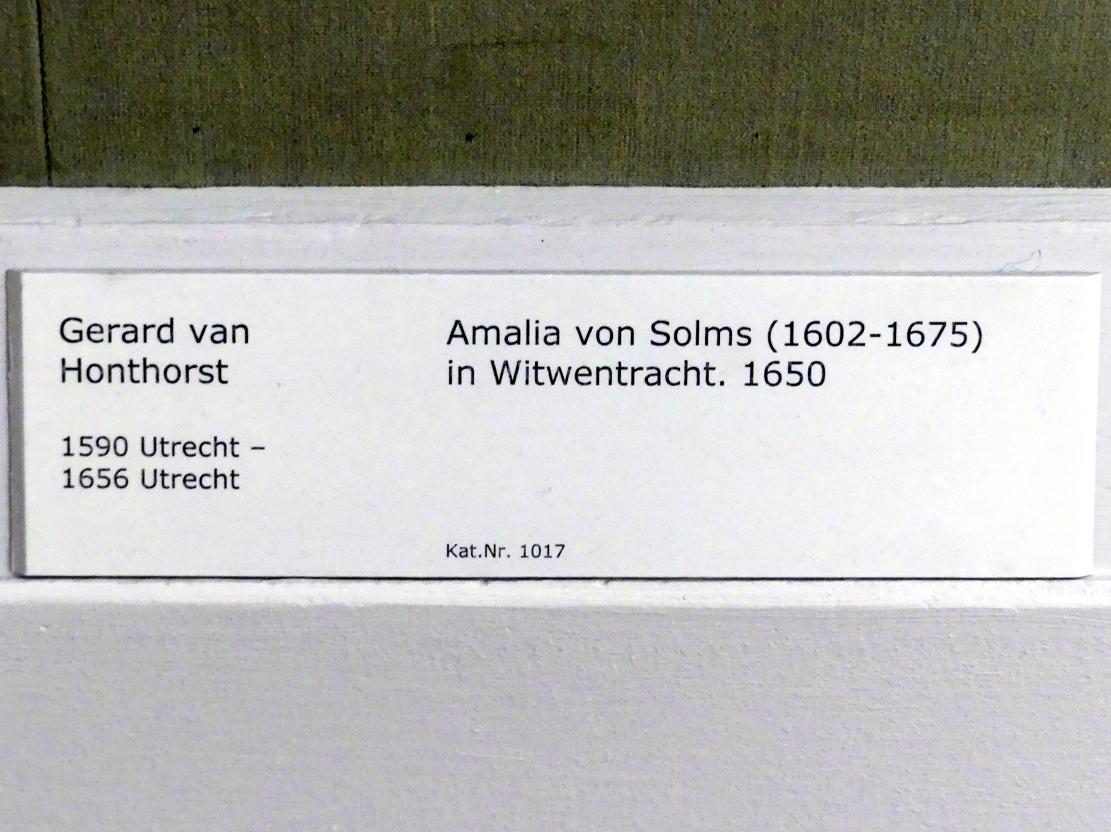 Gerard van
Honthorst
1590 Utrecht –
1656 Utrecht
Amalia von Solms (1602-1675)
in Witwentracht. 1650
Kat.Nr. 1017